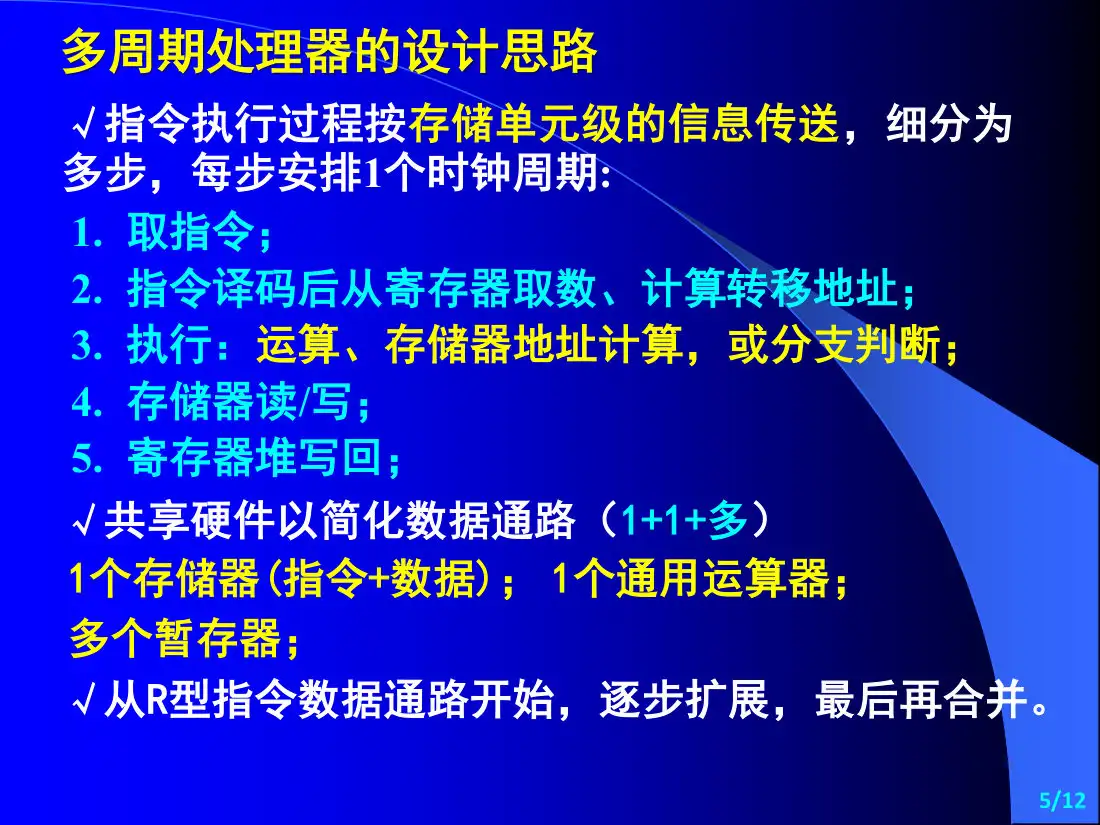 多周期处理器的设计思路
√指令执行过程按存储单元级的信息传送，细分为
多步，每步安排1个时钟周期:
1. 取指令；
2. 指令译码后从寄存器取数、计算转移地址；
3. 执行：运算、存储器地址计算，或分支判断；
4. 存储器读/写；
5. 寄存器堆写回；
√共享硬件以简化数据通路（1+1+多）
1个存储器(指令+数据)； 1个通用运算器；
多个暂存器；
√从R型指令数据通路开始，逐步扩展，最后再合并。
5/12